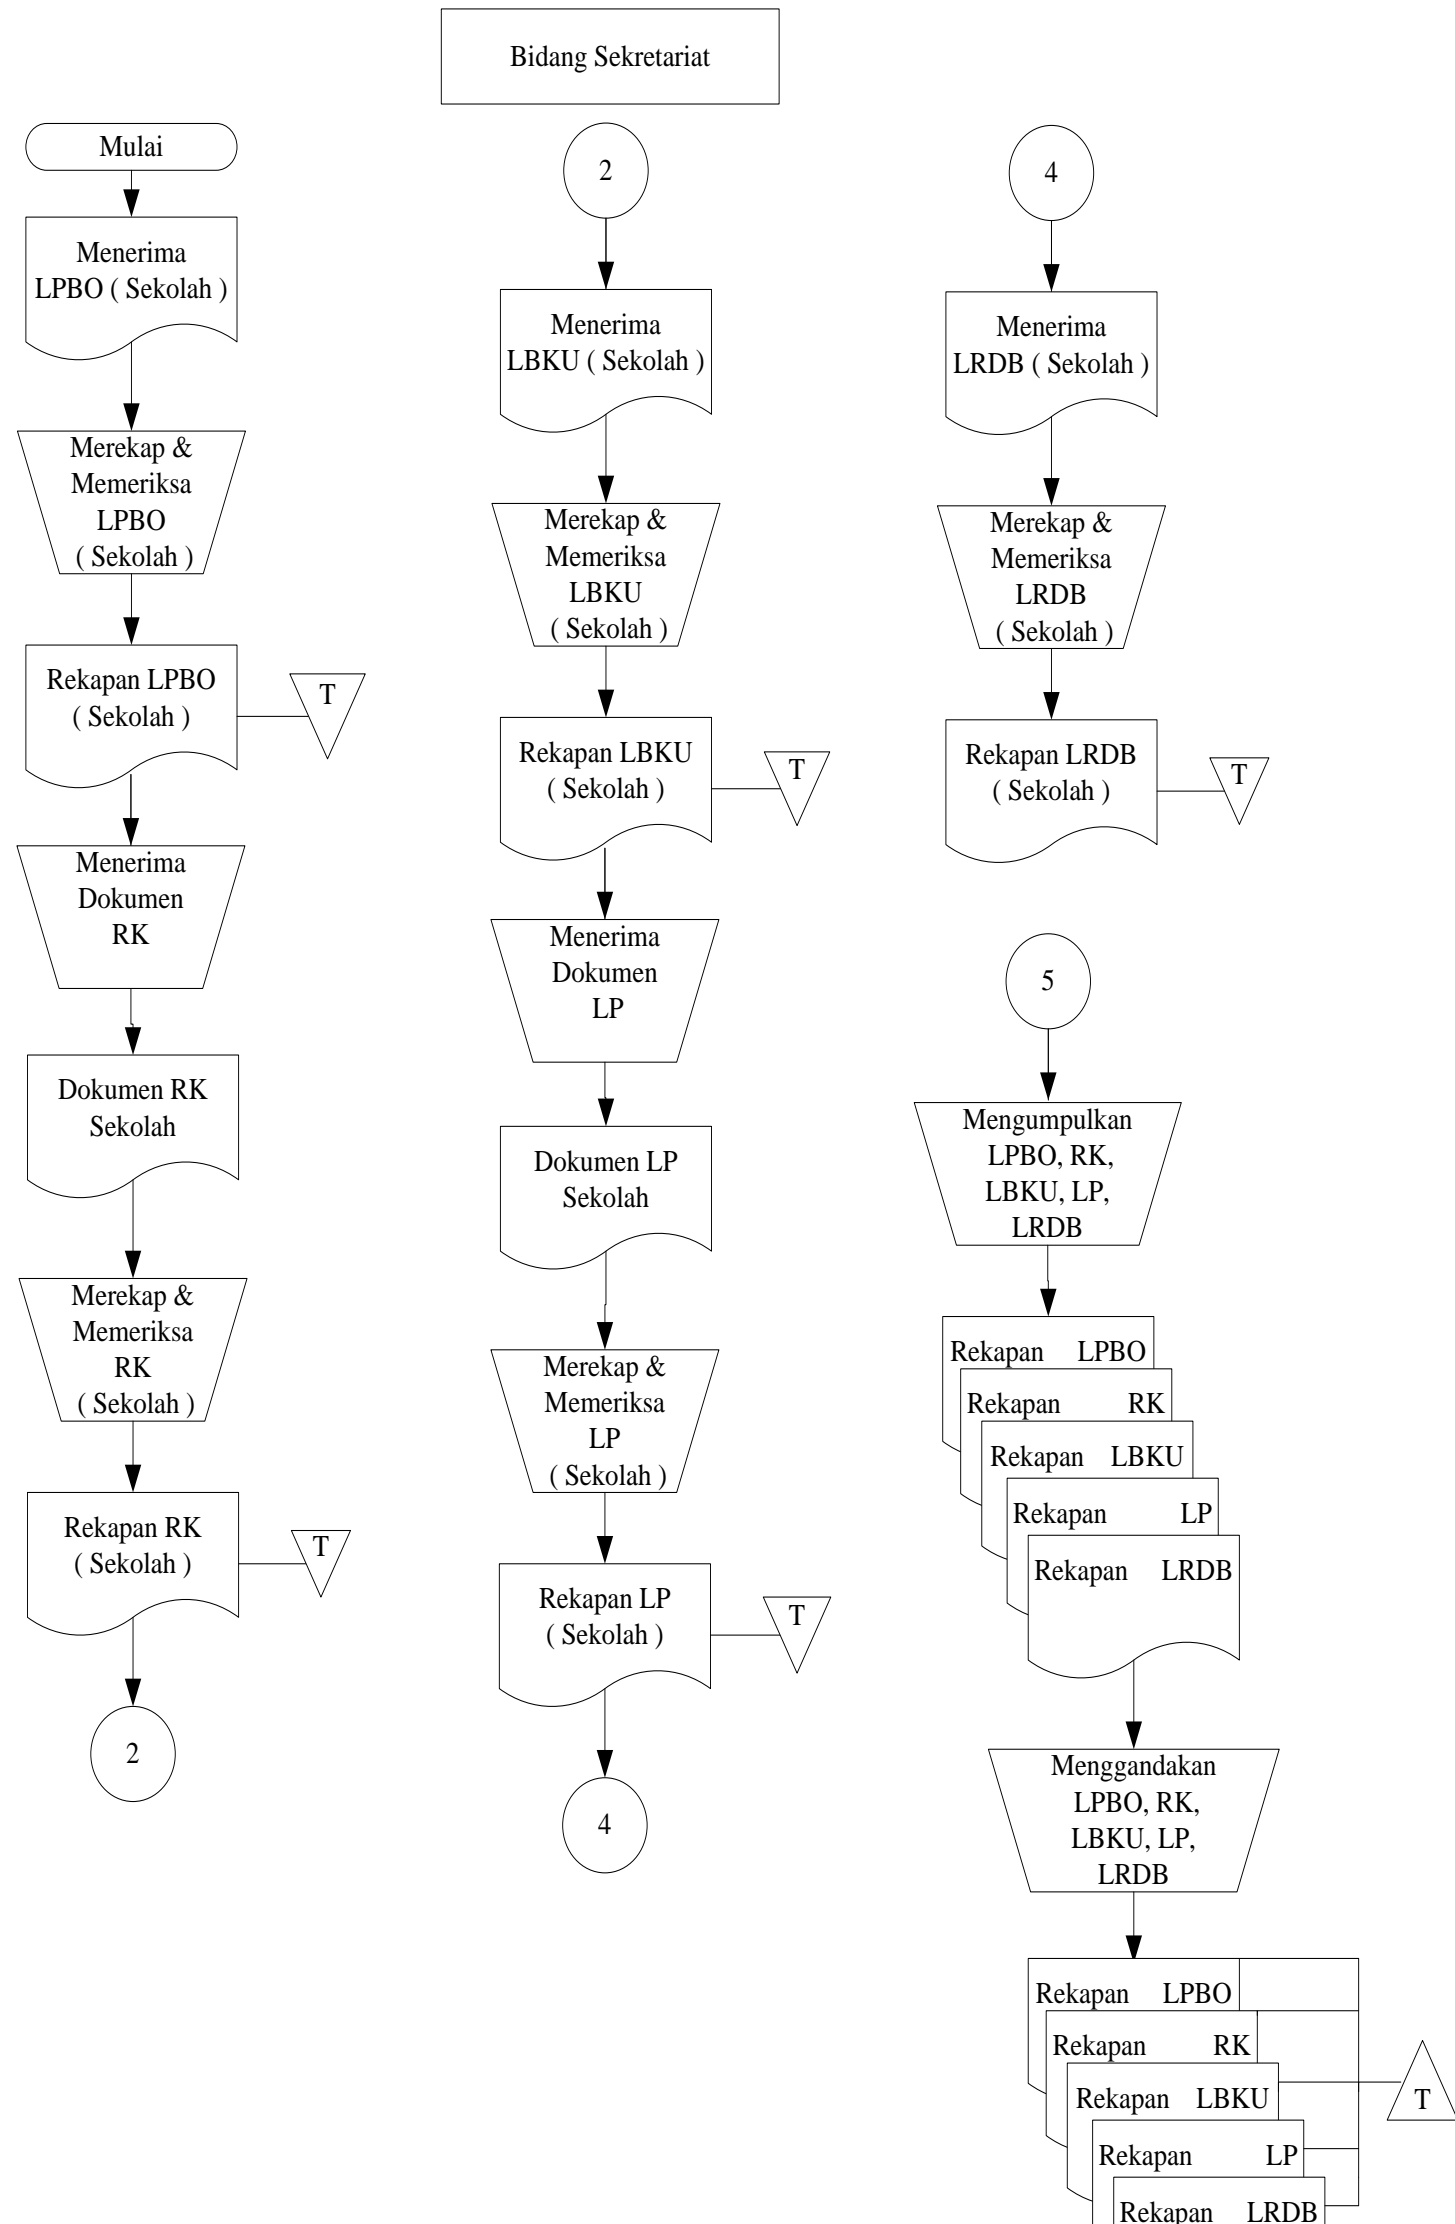 Bidang Sekretariat
Mulai
Menerima
LPBO ( Sekolah )
Merekap &
Memeriksa
LPBO
( Sekolah )
Rekapan LPBO
( Sekolah )
T
Menerima
Dokumen
RK
Dokumen RK
Sekolah
Merekap &
Memeriksa
RK
( Sekolah )
Rekapan RK
( Sekolah )
T
2
2
Menerima
LBKU ( Sekolah )
Merekap &
Memeriksa
LBKU
( Sekolah )
Rekapan LBKU
( Sekolah )
T
Menerima
Dokumen
LP
Dokumen LP
Sekolah
Merekap &
Memeriksa
LP
( Sekolah )
Rekapan LP
( Sekolah )
T
4
4
Menerima
LRDB ( Sekolah )
Merekap &
Memeriksa
LRDB
( Sekolah )
Rekapan LRDB
( Sekolah )
T
5
Mengumpulkan
LPBO, RK,
LBKU, LP,
LRDB
Rekapan LPBO
Rekapan RK
Rekapan LBKU
Rekapan LP
Rekapan LRDB
Menggandakan
LPBO, RK,
LBKU, LP,
LRDB
Rekapan LPBO
Rekapan RK
Rekapan LBKU
Rekapan LP
Rekapan LRDB
T